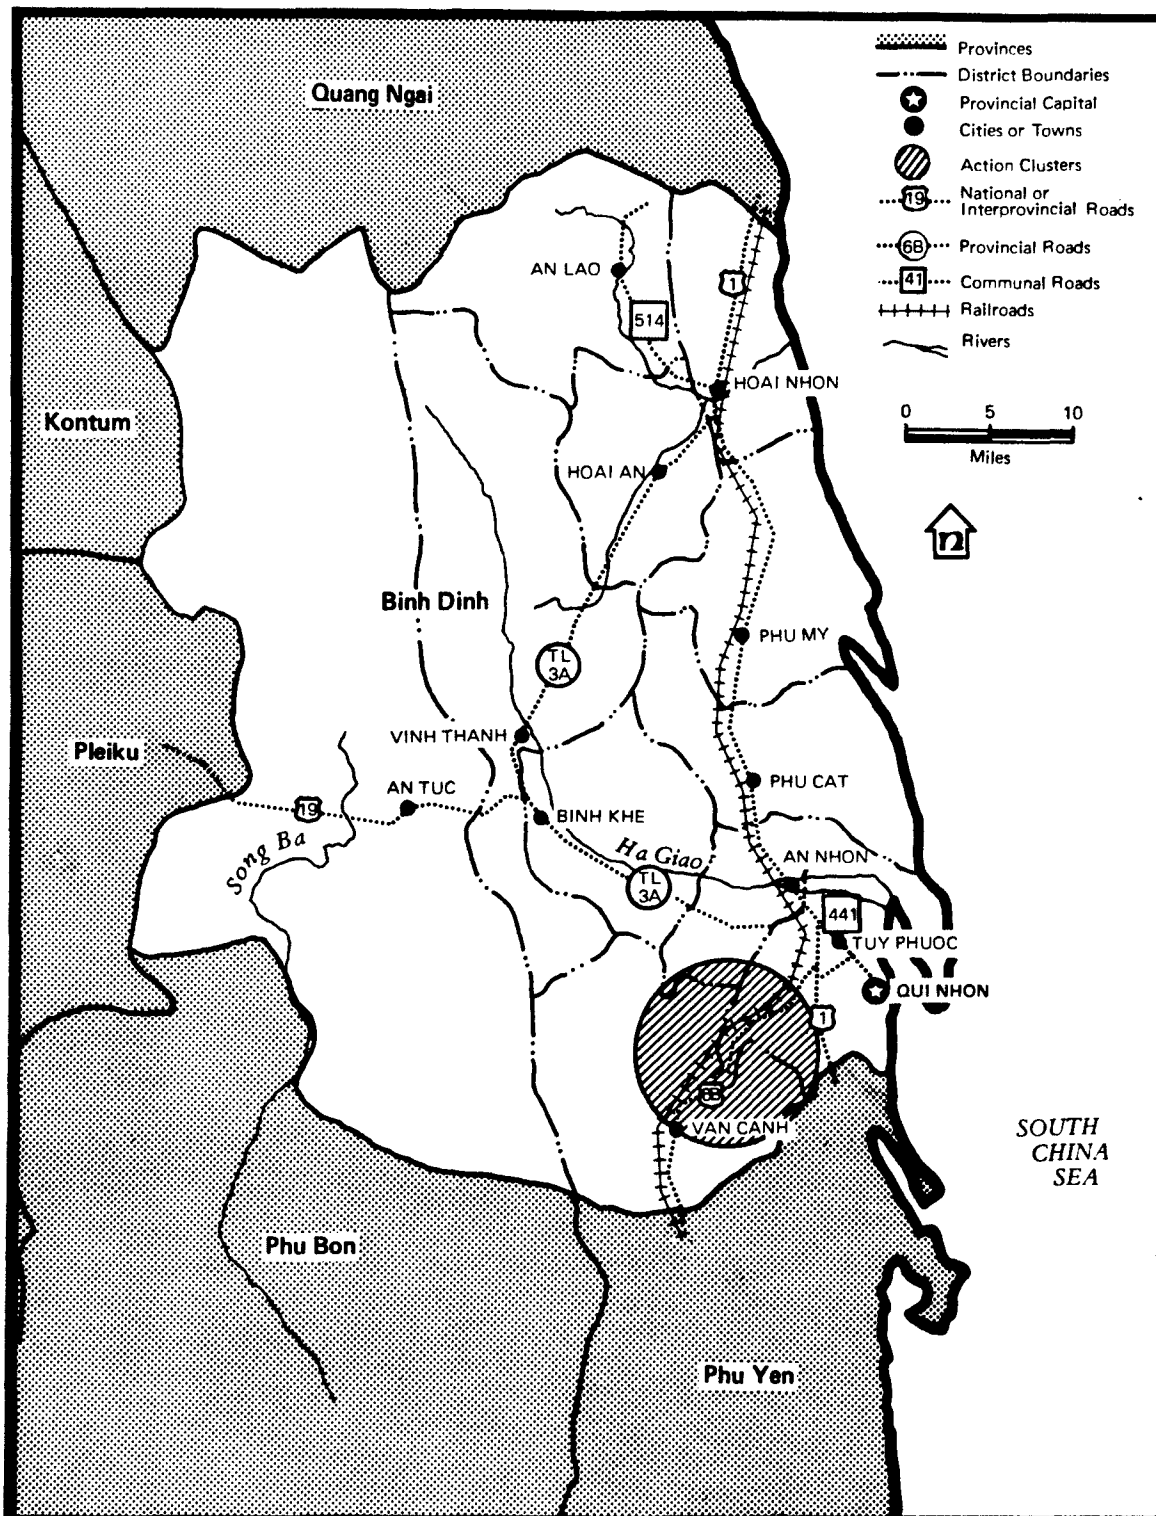 Provinces
District Boundaries
Provincial Capital
Cities or Towns
Action Clusters
19
National or
Interprovincial Roads
6B
Provincial Roads
41
Communal Roads
Railroads
Rivers
0 5 10
Miles
n
Quang Ngai
AN LAO
1
514
HOAI NHON
Kontum
HOAI AN
Binh Dinh
PHU MY
TL
3A
VINH THANH
Pleiku
PHU CAT
AN TUC
19
BINH KHE
Song Ba
Ha Giao
AN NHON
TL
3A
441
TUY PHUOC
QUI NHON
1
VAN CANH
SOUTH
CHINA
SEA
Phu Bon
Phu Yen